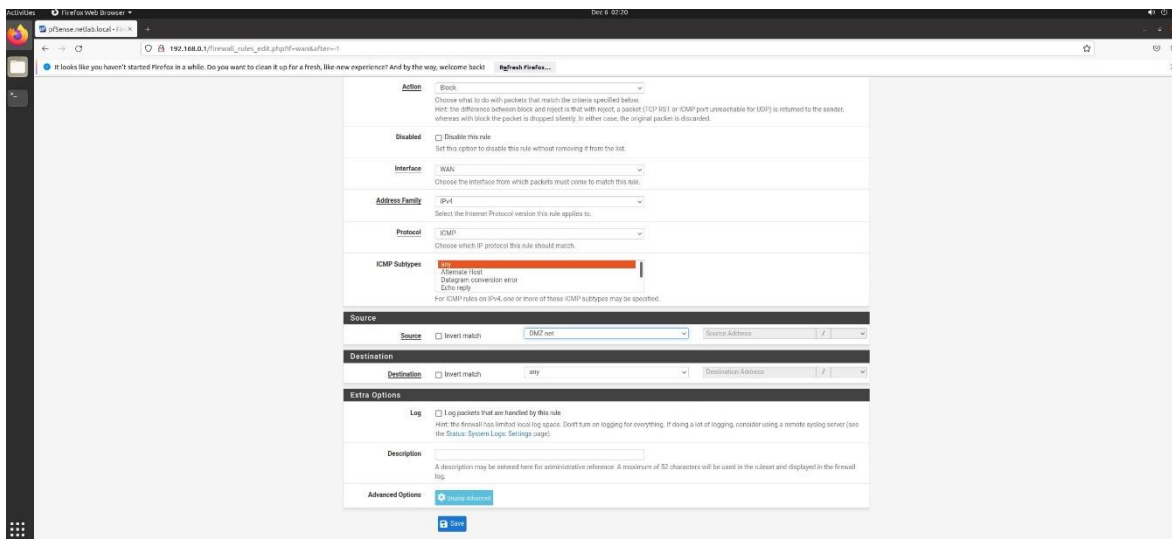 Activities Firefox Web Browser Dec 6 02:20
pfSense.netlab.local - Fir
192.168.0.1/firewall_rules_edit.php?if=wan&after=-1
It looks like you haven't started Firefox in a while. Do you want to clean it up for a fresh, like-new experience? And by the way, welcome back! Refresh Firefox...
Action Block
Choose what to do with packets that match the criteria specified below.
Hint: the difference between block and reject is that with reject, a packet (TCP RST or ICMP port unreachable for UDP) is returned to the sender,
whereas with block the packet is dropped silently. In either case, the original packet is discarded.
Disabled Disable this rule
Set this option to disable this rule without removing it from the list.
Interface WAN
Choose the interface from which packets must come to match this rule.
Address Family IPv4
Select the Internet Protocol version this rule applies to.
Protocol ICMP
Choose which IP protocol this rule should match.
ICMP Subtypes any
Alternate Host
Datagram conversion error
Echo reply
For ICMP rules on IPv4, one or more of these ICMP subtypes may be specified.
Source
Source Invert match DMZ net Source Address /
Destination
Destination Invert match any Destination Address /
Extra Options
Log Log packets that are handled by this rule
Hint: the firewall has limited local log space. Don't turn on logging for everything. If doing a lot of logging, consider using a remote syslog server (see
the Status: System Logs: Settings page).
Description
A description may be entered here for administrative reference. A maximum of 52 characters will be used in the ruleset and displayed in the firewall
log.
Advanced Options Display Advanced
Save